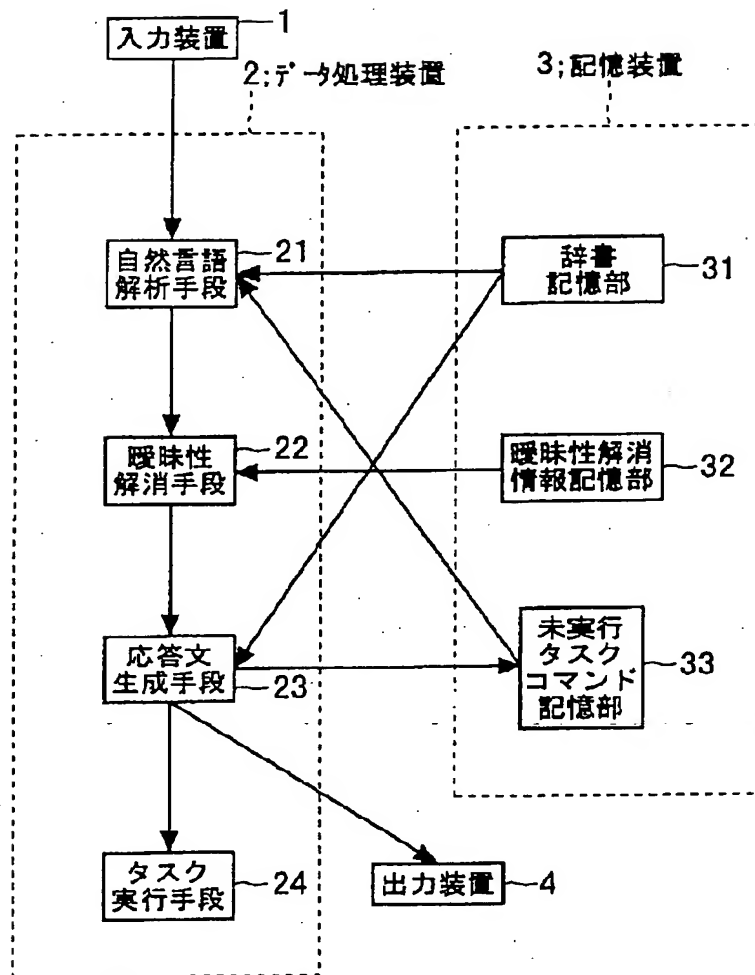 入力装置
1
2;データ処理装置
3;記憶装置
自然言語
解析手段
21
辞書
記憶部
31
曖昧性
解消手段
22
曖昧性解消
情報記憶部
32
応答文
生成手段
23
未実行
タスク
コマンド
記憶部
33
タスク
実行手段
24
出力装置
4